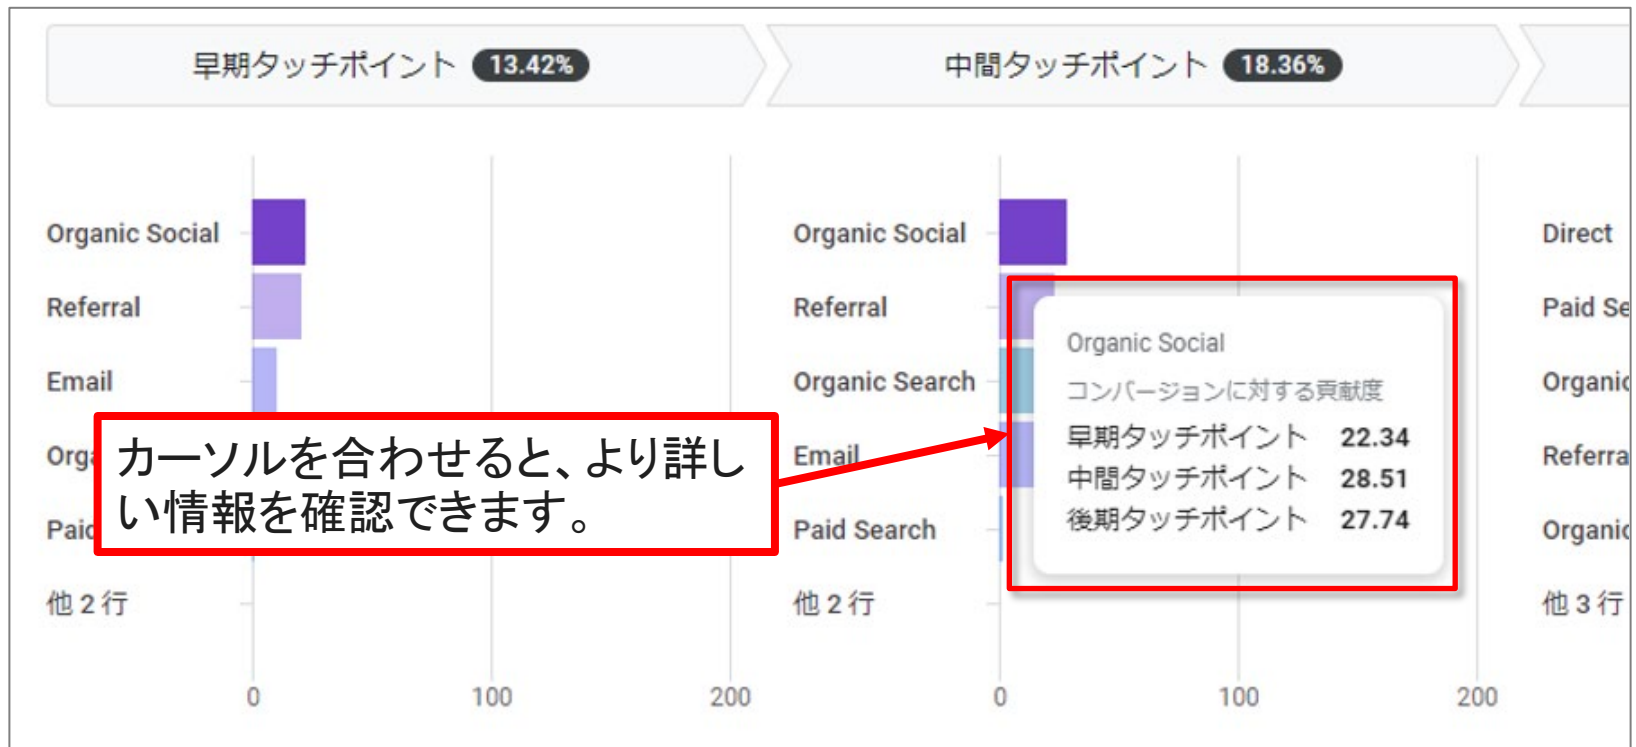 早期タッチポイント 13.42%
中間タッチポイント 18.36%
Organic Social
Referral
Email
他 2 行
0 100 200
Organic Social
Referral
Organic Search
Email
Paid Search
他 2 行
0 100 200
Organic Social
コンバージョンに対する貢献度
早期タッチポイント 22.34
中間タッチポイント 28.51
後期タッチポイント 27.74
カーソルを合わせると、より詳し
い情報を確認できます。
Direct
Paid Se
Organic
Referra
Organic
他 3 行